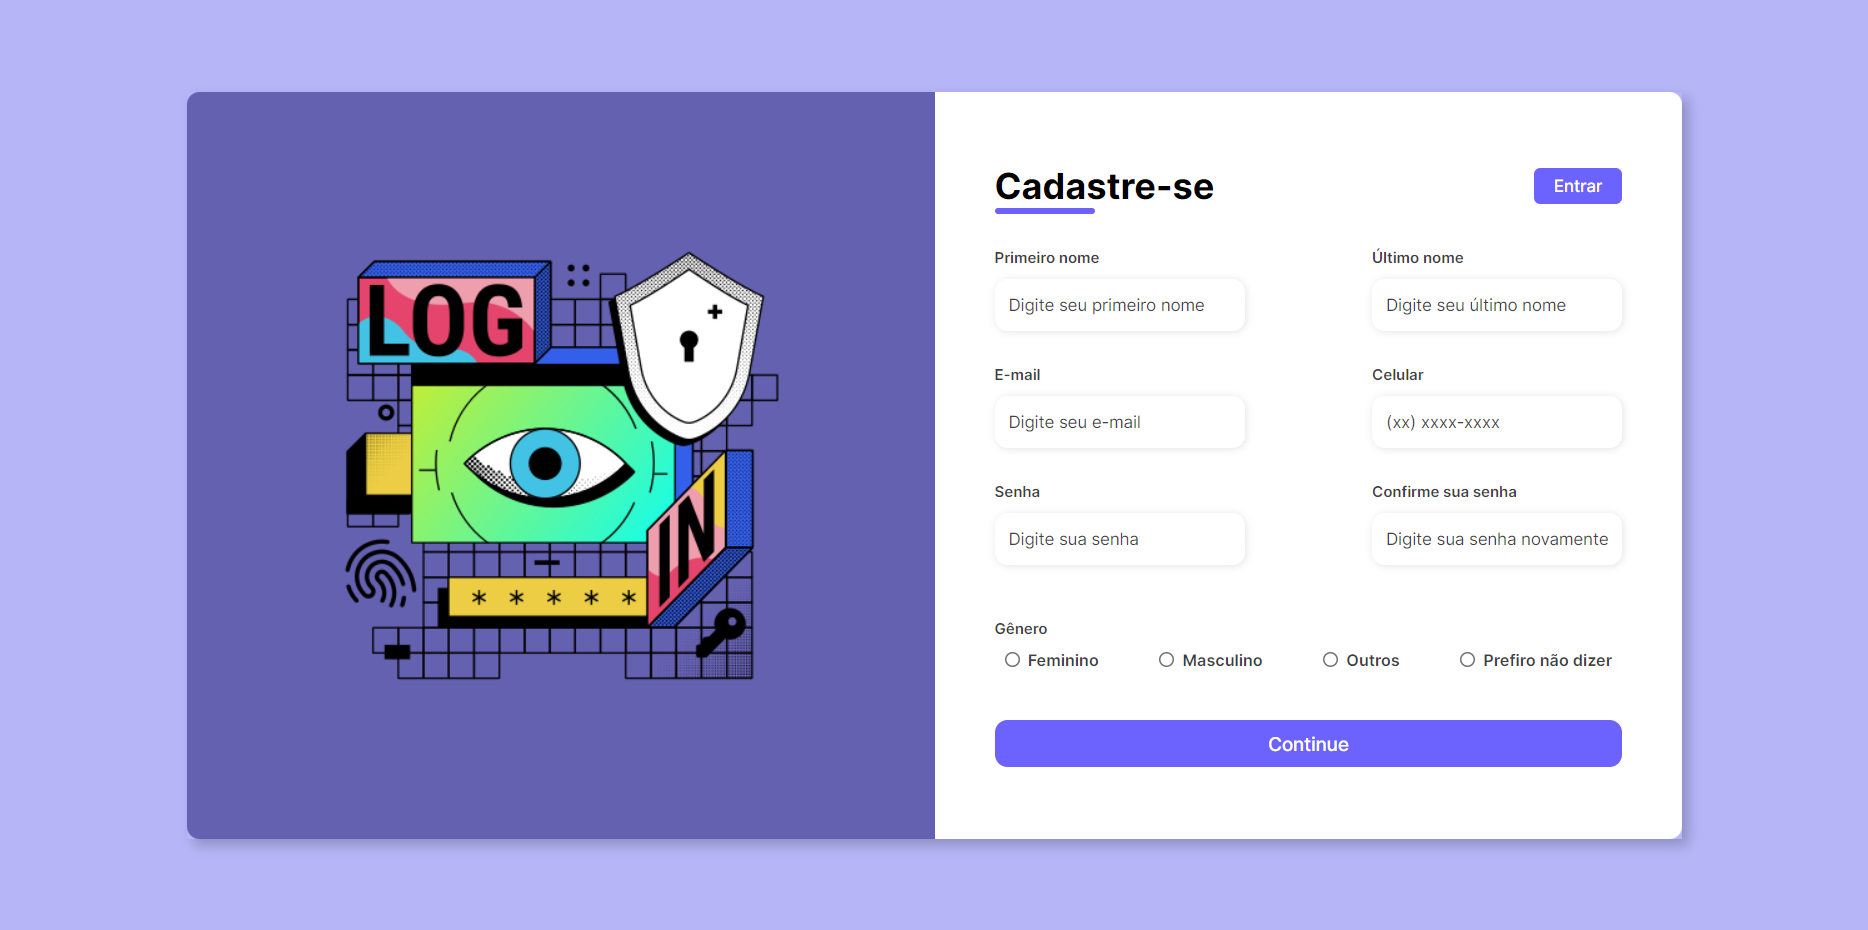 LOG
IN
* * * * *
Cadastre-se
Entrar
Primeiro nome
Último nome
Digite seu primeiro nome
Digite seu último nome
E-mail
Celular
Digite seu e-mail
(xx) xxxx-xxxx
Senha
Confirme sua senha
Digite sua senha
Digite sua senha novamente
Gênero
Feminino
Masculino
Outros
Prefiro não dizer
Continue